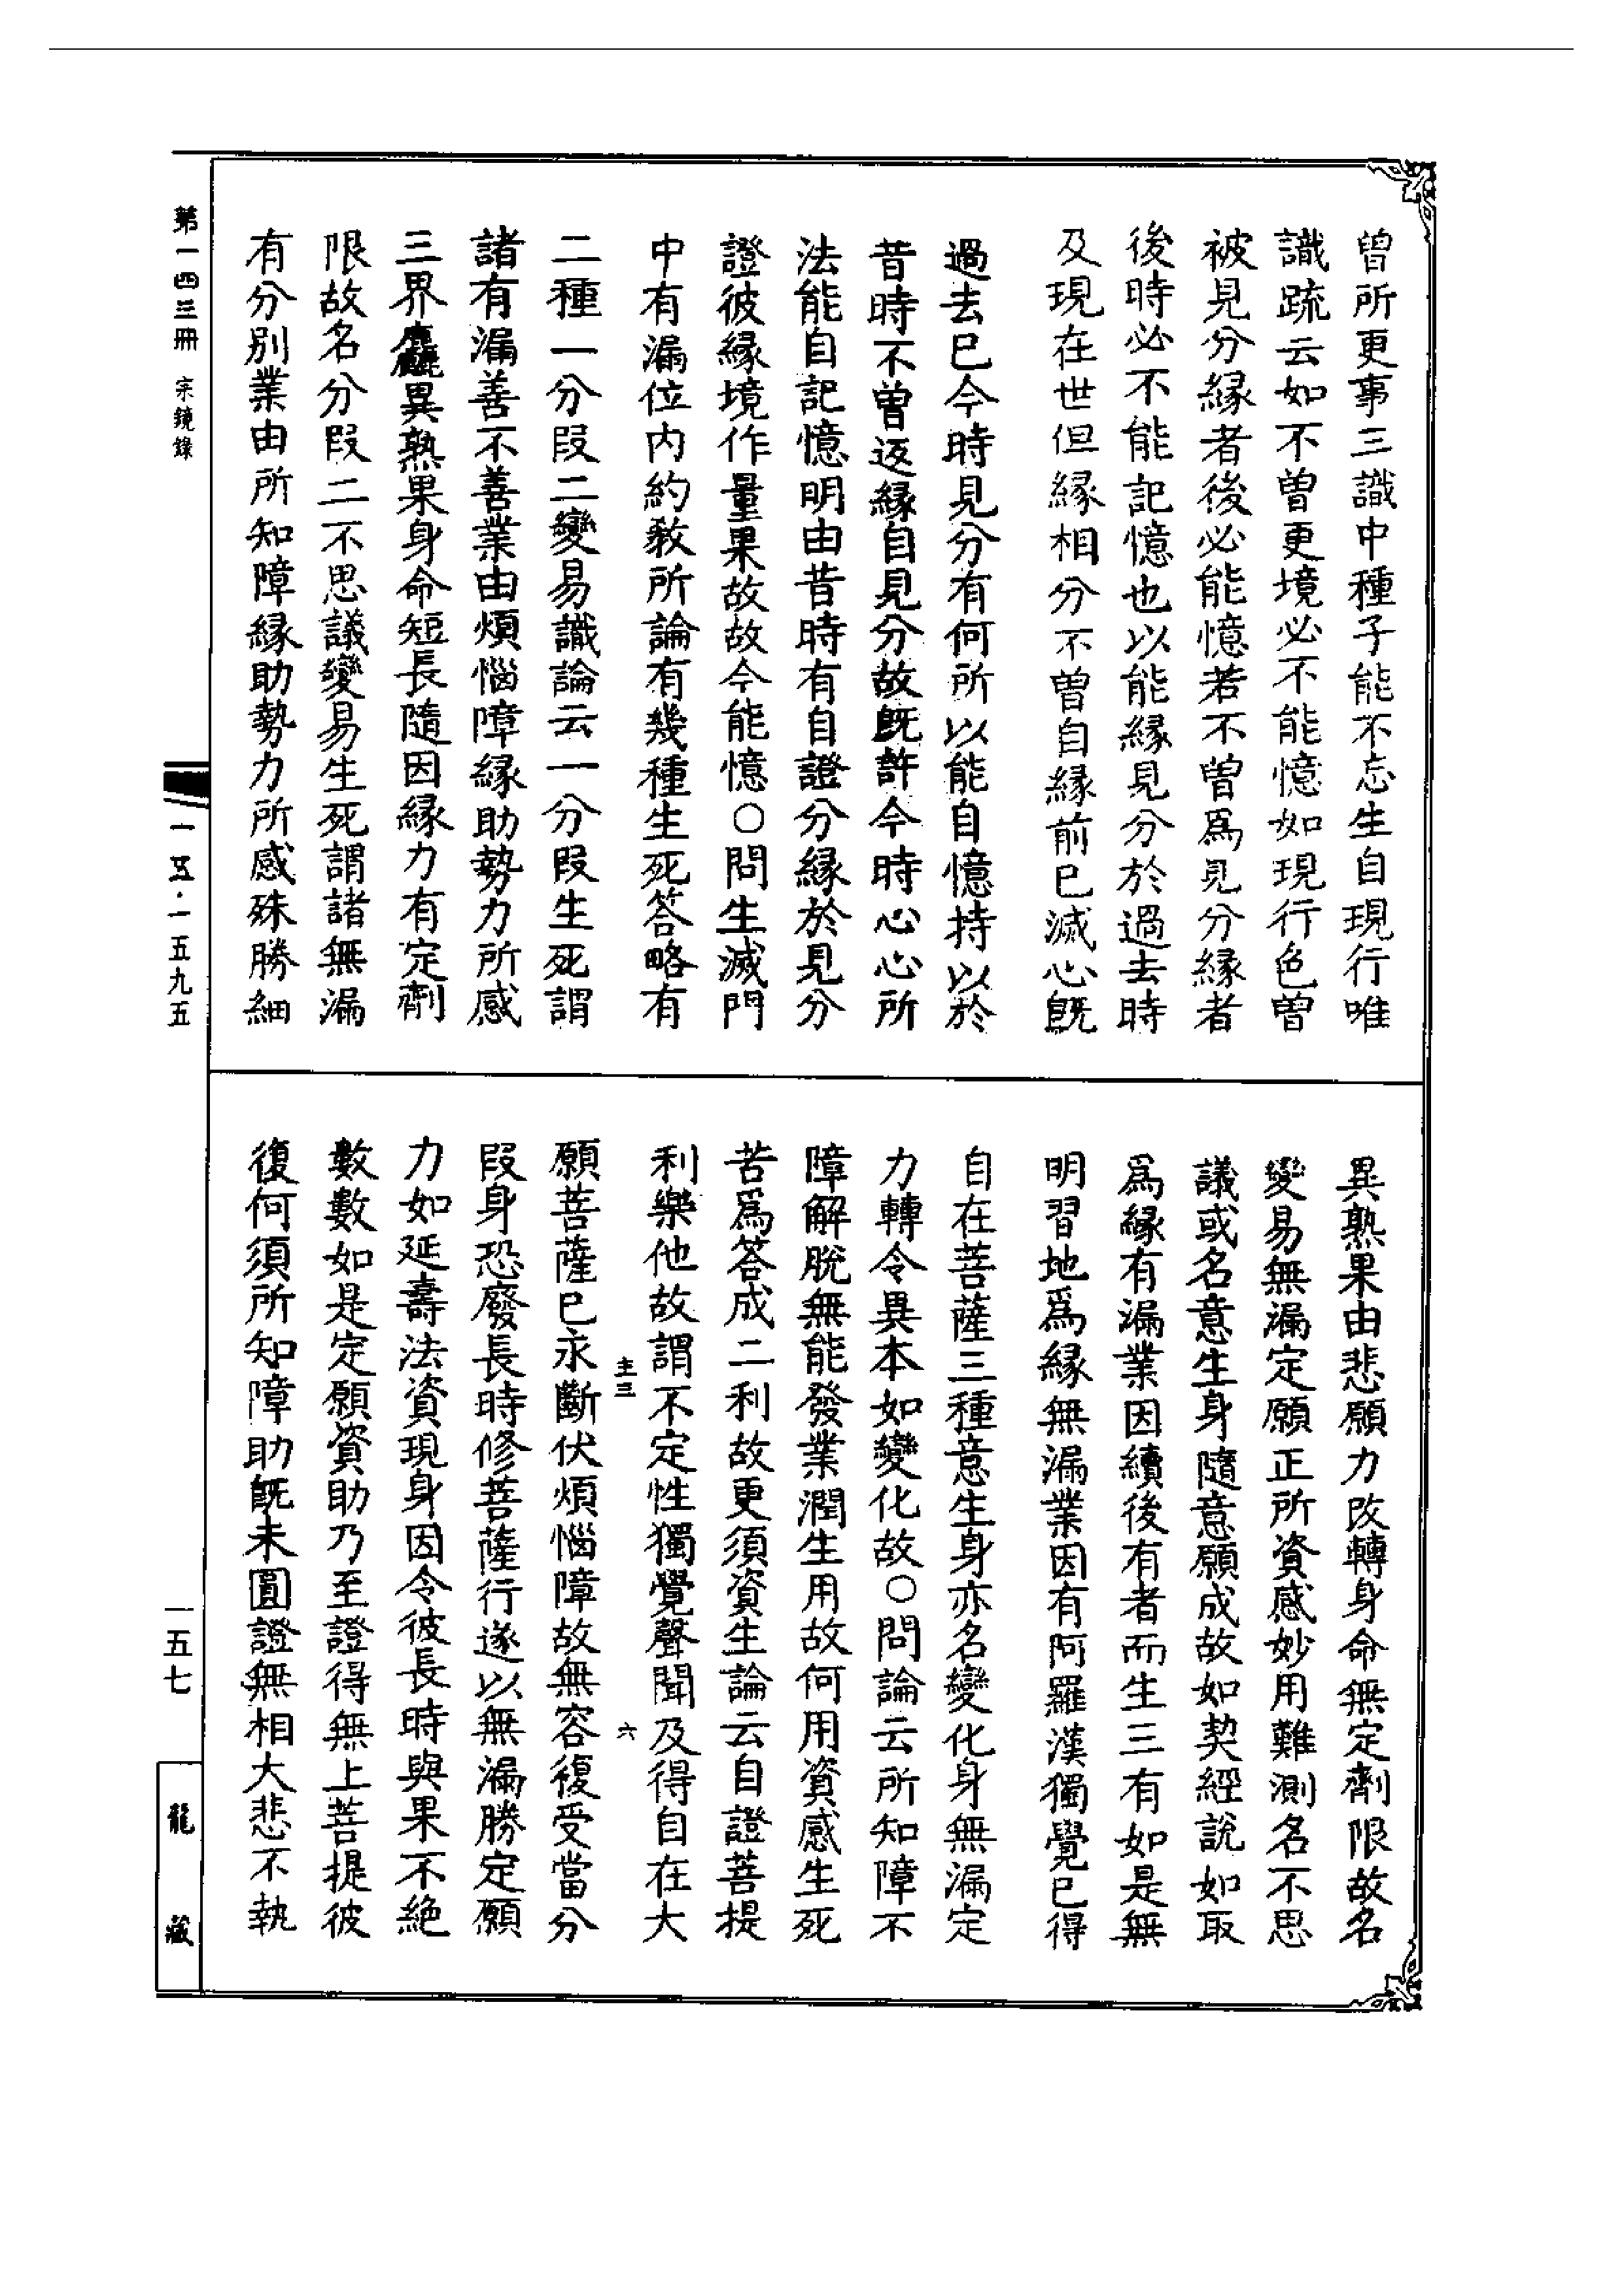 曾所更事三識中種子能不忘生自現行唯
識疏云如不曾更境必不能憶如現行色曾
被見分緣者後必能憶若不曾爲見分緣者
後時必不能記憶也以能緣見分於過去時
及現在世但緣相分不曾自緣前已滅心旣
過去已今時見分有何所以能自憶持以於
昔時不曾返緣自見分故旣許今時心心所
法能自記憶明由昔時有自證分緣於見分
證彼緣境作量果故故今能憶○問生滅門
中有漏位內約教所論有幾種生死答略有
二種一分段二變易識論云一分段生死謂
諸有漏善不善業由煩惱障緣助勢力所感
三界麤異熟果身命短長隨因緣力有定劑
限故名分段二不思議變易生死謂諸無漏
有分別業由所知障緣助勢力所感殊勝細
異熟果由悲願力改轉身命無定劑限故名
變易無漏定願正所資感妙用難測名不思
議或名意生身隨意願成故如契經說如取
爲緣有漏業因續後有者而生三有如是無
明習地爲緣無漏業因有阿羅漢獨覺已得
自在菩薩三種意生身亦名變化身無漏定
力轉令異本如變化故○問論云所知障不
障解脫無能發業潤生用故何用資感生死
苦爲答成二利故更須資生論云自證菩提
利樂他故謂不定性獨覺聲聞及得自在大
主三 六
願菩薩已永斷伏煩惱障故無容復受當分
段身恐廢長時修菩薩行遂以無漏勝定願
力如延壽法資現身因令彼長時與果不絕
數數如是定願資助乃至證得無上菩提彼
復何須所知障助旣未圓證無相大悲不執
第一四三冊 宗鏡錄
一五·一五九五
一五七
龍藏